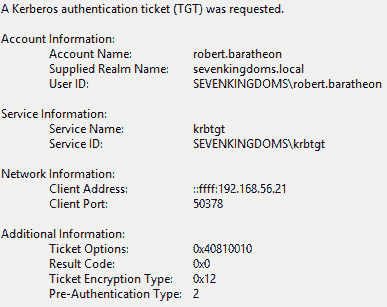 A Kerberos authentication ticket (TGT) was requested.
Account Information:
Account Name: robert.baratheon
Supplied Realm Name: sevenkingdoms.local
User ID: SEVENKINGDOMS\robert.baratheon
Service Information:
Service Name: krbtgt
Service ID: SEVENKINGDOMS\krbtgt
Network Information:
Client Address: ::ffff:192.168.56.21
Client Port: 50378
Additional Information:
Ticket Options: 0x40810010
Result Code: 0x0
Ticket Encryption Type: 0x12
Pre-Authentication Type: 2